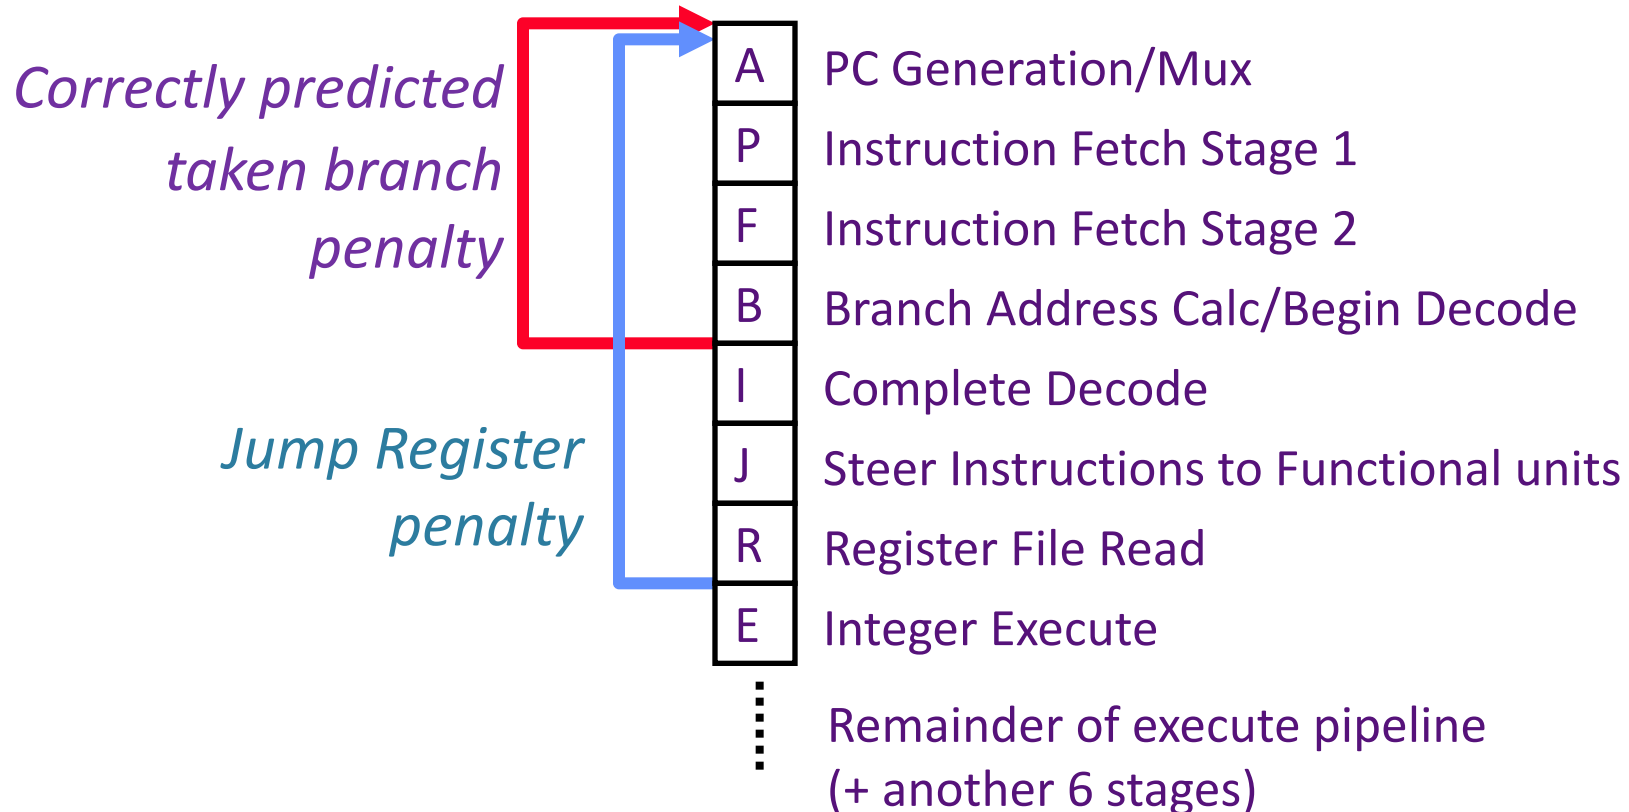 Correctly predicted
taken branch
penalty
Jump Register
penalty
A PC Generation/Mux
P Instruction Fetch Stage 1
F Instruction Fetch Stage 2
B Branch Address Calc/Begin Decode
I Complete Decode
J Steer Instructions to Functional units
R Register File Read
E Integer Execute
Remainder of execute pipeline
(+ another 6 stages)